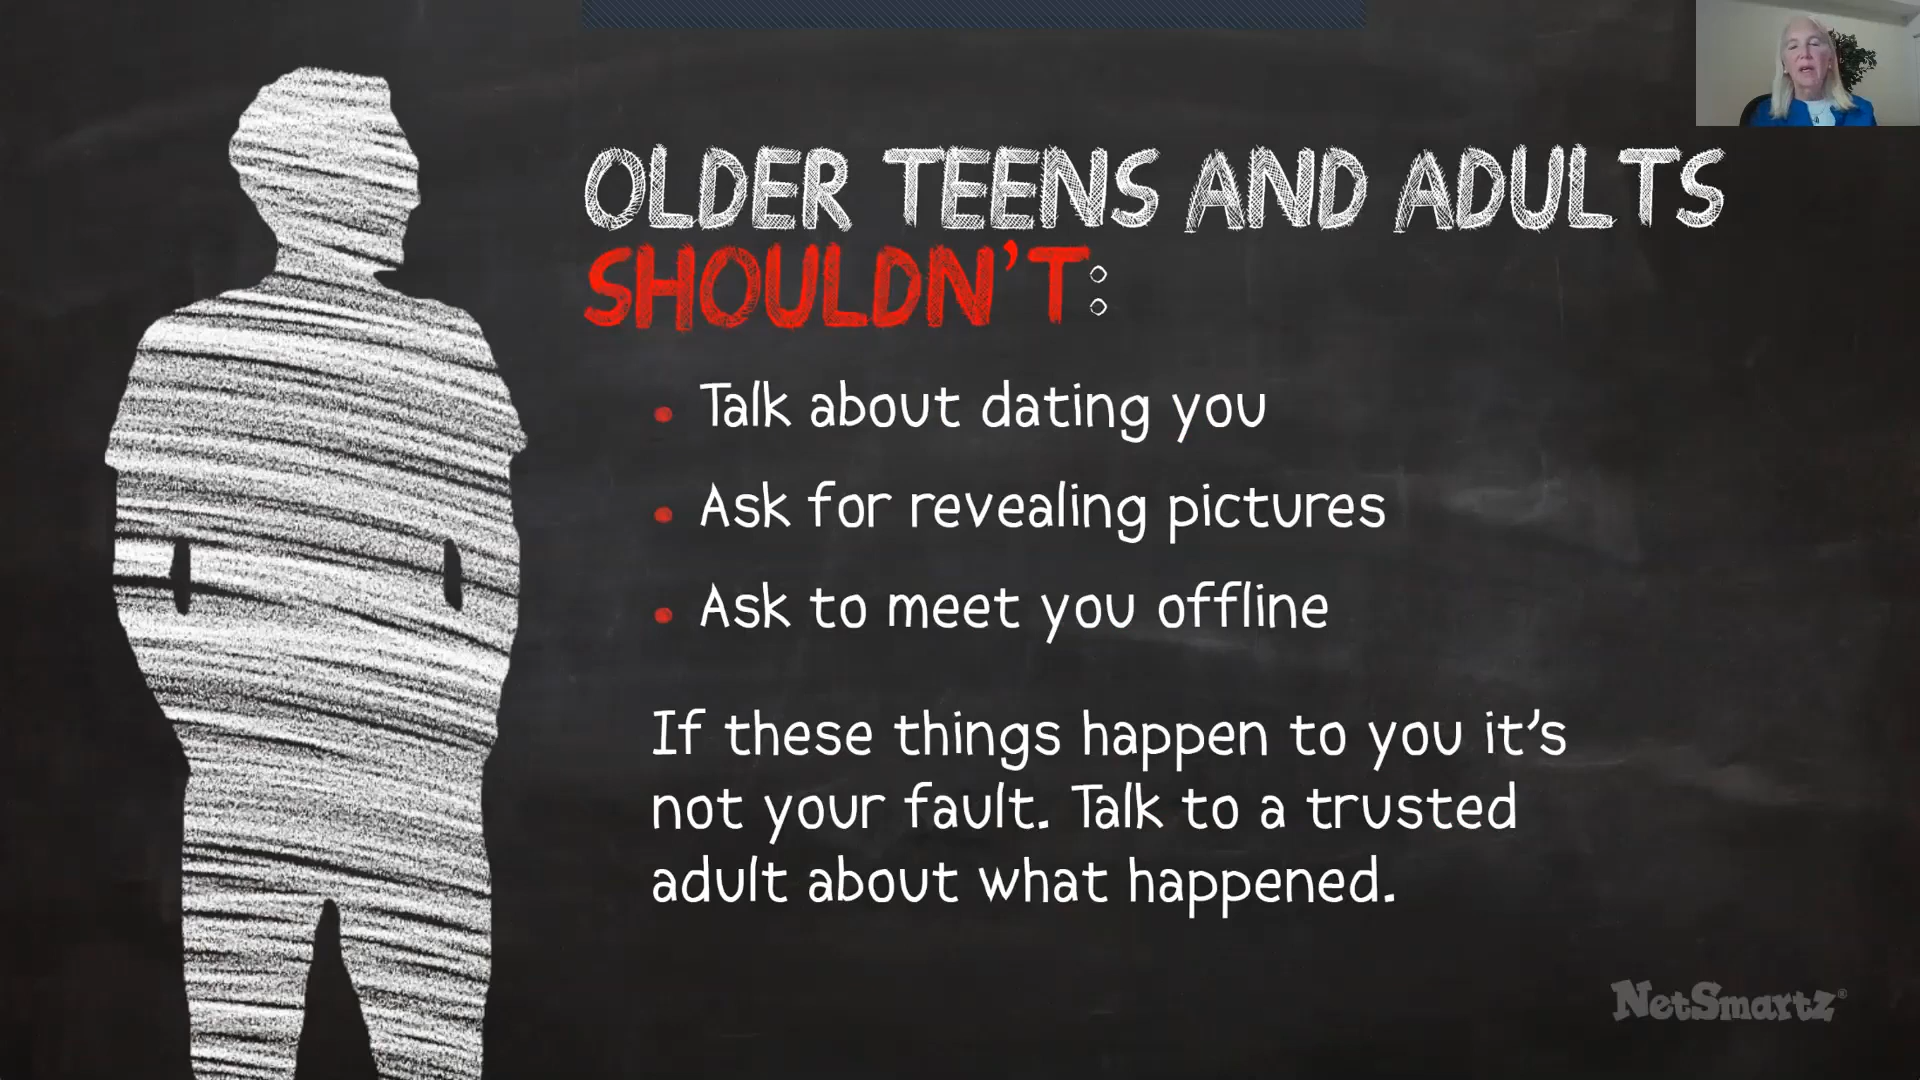 OLDER TEENS AND ADULTS
SHOULDN'T:
• Talk about dating you
• Ask for revealing pictures
• Ask to meet you offline
If these things happen to you it's
not your fault. Talk to a trusted
adult about what happened.
NetSmartz®